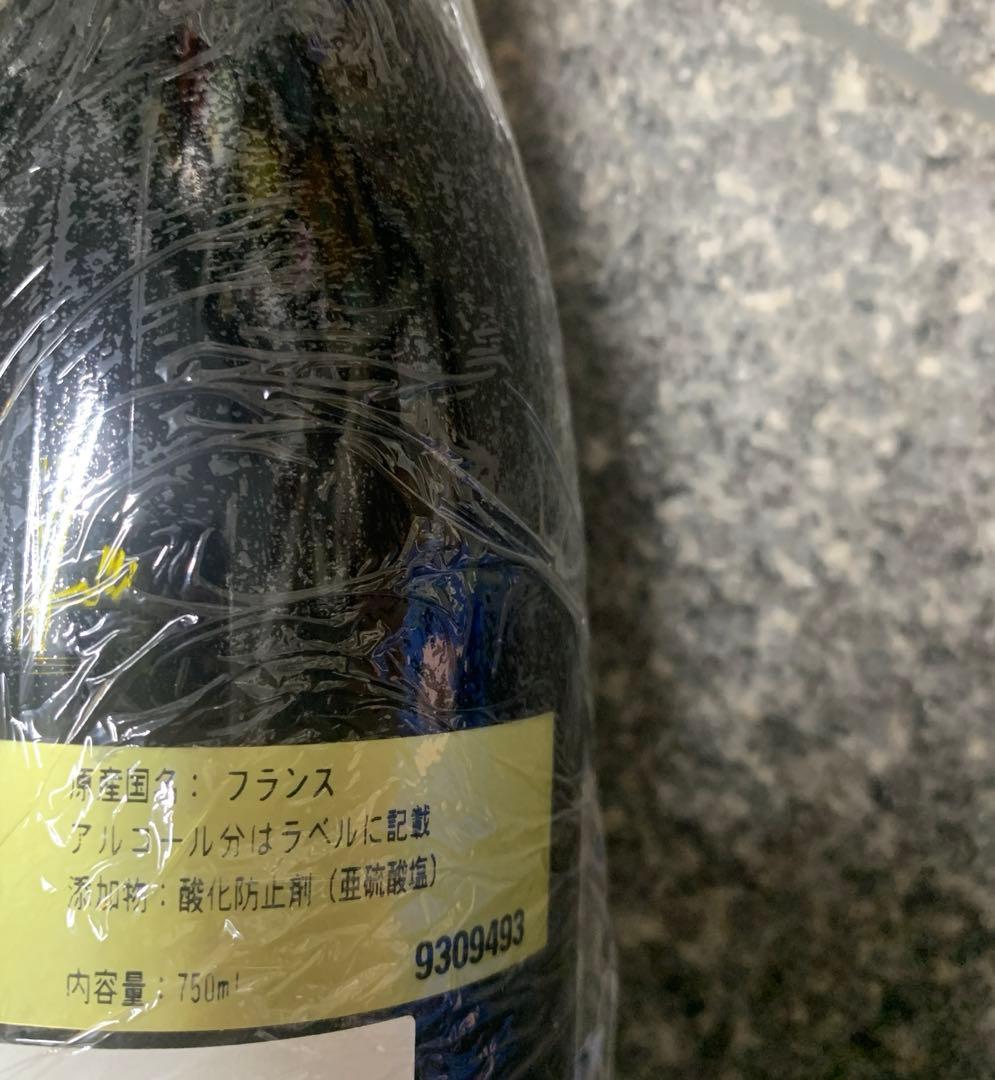 原産国名： フランス
アルコール分はラベルに記載
添加物：酸化防止剤（亜硫酸塩）
9309493
内容量：750ml